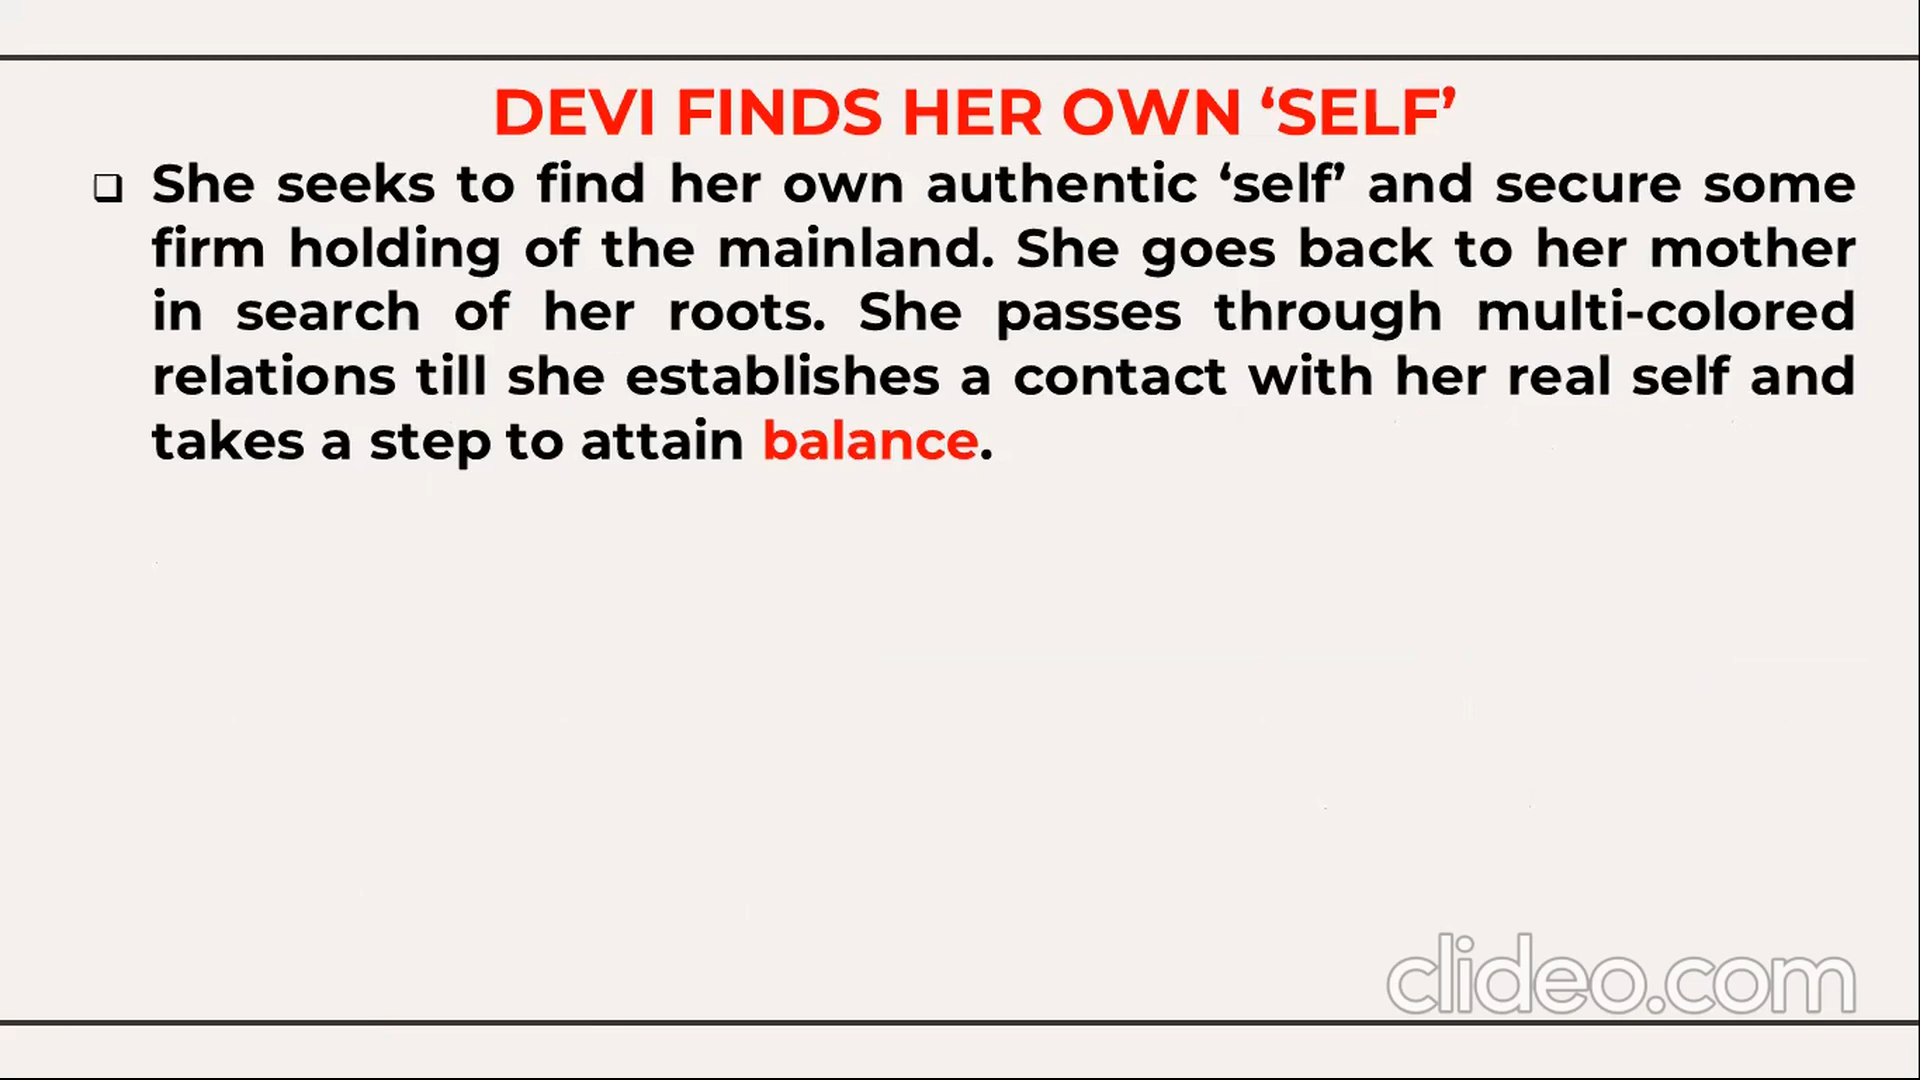 DEVI FINDS HER OWN ‘SELF’
❑ She seeks to find her own authentic ‘self’ and secure some
firm holding of the mainland. She goes back to her mother
in search of her roots. She passes through multi-colored
relations till she establishes a contact with her real self and
takes a step to attain balance.
clideo.com